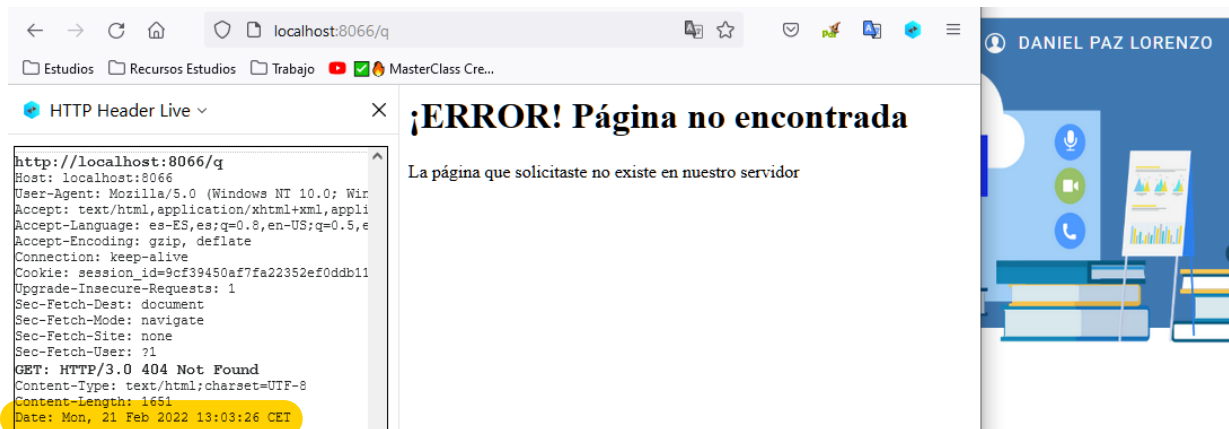 localhost:8066/q
Estudios Recursos Estudios Trabajo MasterClass Cre...
DANIEL PAZ LORENZO
HTTP Header Live
¡ERROR! Página no encontrada
La página que solicitaste no existe en nuestro servidor
http://localhost:8066/q
Host: localhost:8066
User-Agent: Mozilla/5.0 (Windows NT 10.0; Win
Accept: text/html,application/xhtml+xml,appli
Accept-Language: es-ES,es;q=0.8,en-US;q=0.5,e
Accept-Encoding: gzip, deflate
Connection: keep-alive
Cookie: session_id=9cf39450af7fa22352ef0ddb11
Upgrade-Insecure-Requests: 1
Sec-Fetch-Dest: document
Sec-Fetch-Mode: navigate
Sec-Fetch-Site: none
Sec-Fetch-User: ?1
GET: HTTP/3.0 404 Not Found
Content-Type: text/html;charset=UTF-8
Content-Length: 1651
Date: Mon, 21 Feb 2022 13:03:26 CET